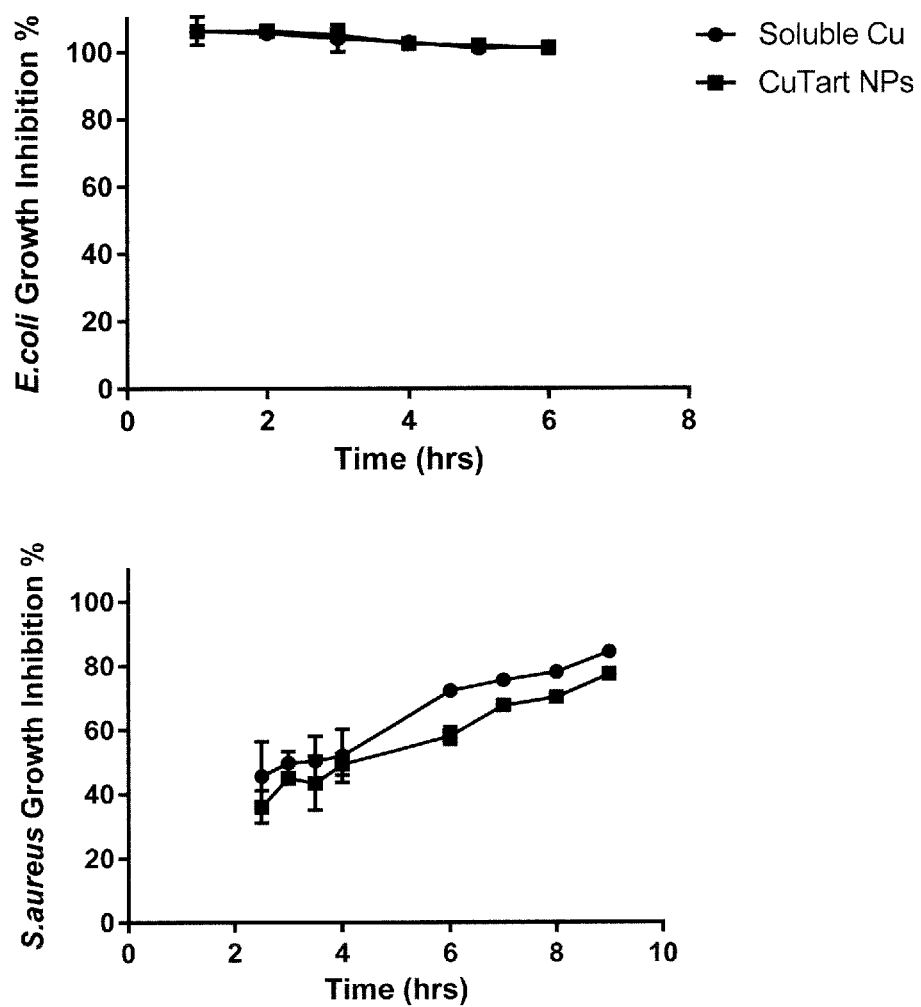 E.coli Growth Inhibition %
100
80
60
40
20
0
0 2 4 6 8
Time (hrs)
Soluble Cu
CuTart NPs
S.aureus Growth Inhibition %
100
80
60
40
20
0
0 2 4 6 8 10
Time (hrs)